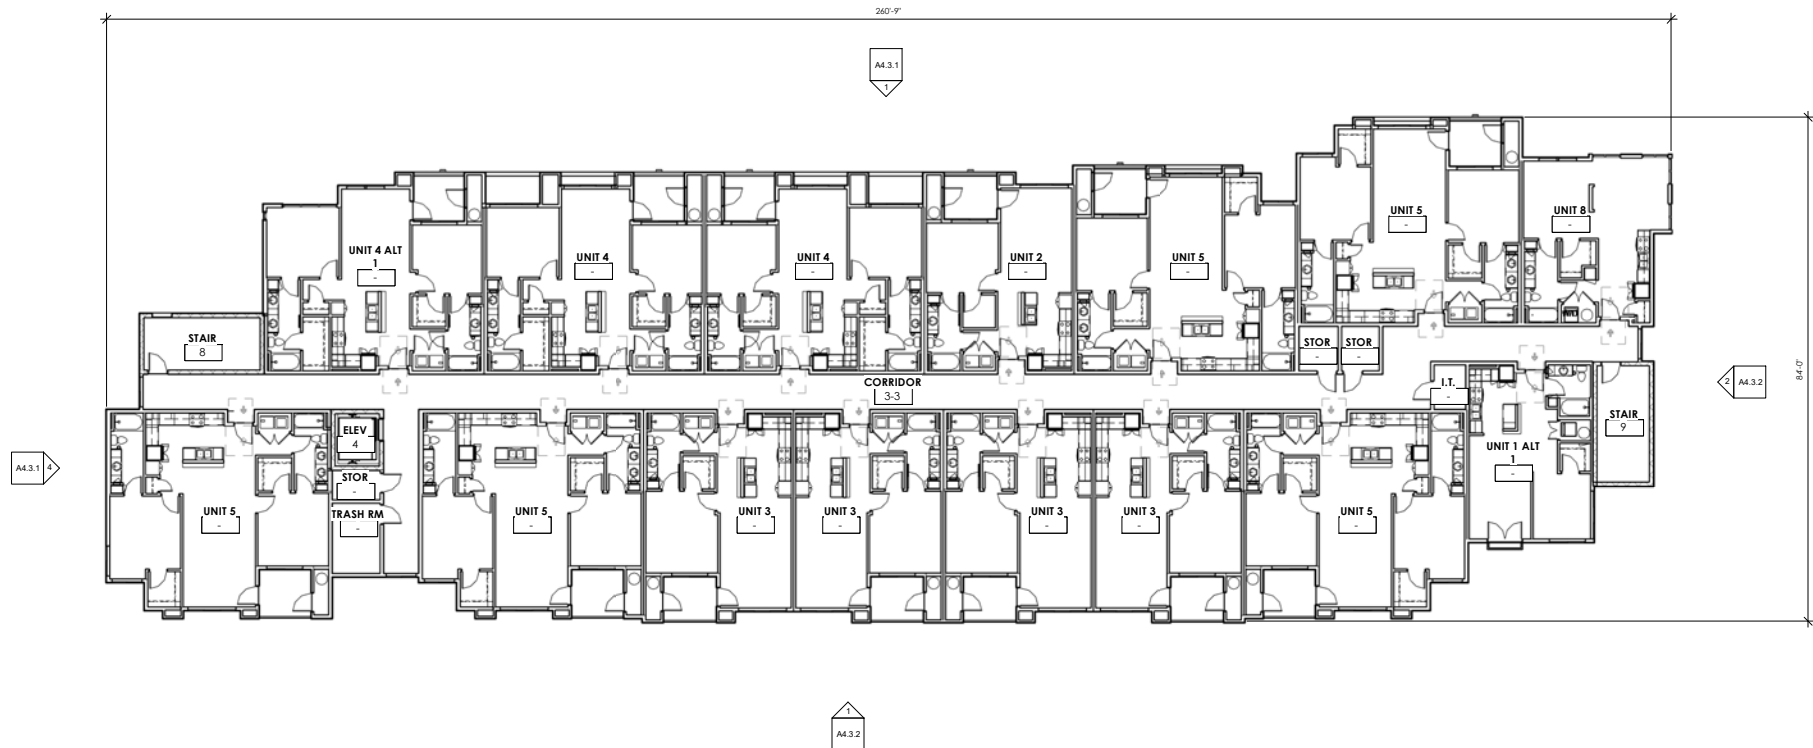 260'-9"
A4.3.1
1
UNIT 5
-
UNIT 8
-
UNIT 4 ALT
1
-
UNIT 4
-
UNIT 4
-
UNIT 2
-
UNIT 5
-
STAIR
8
STOR
-
STOR
-
CORRIDOR
3-3
I.T.
-
84'-0"
2
A4.3.2
STAIR
9
ELEV
4
UNIT 1 ALT
1
-
A4.3.1
4
STOR
-
TRASH RM
-
UNIT 5
-
UNIT 5
-
UNIT 3
-
UNIT 3
-
UNIT 3
-
UNIT 3
-
UNIT 5
-
1
A4.3.2